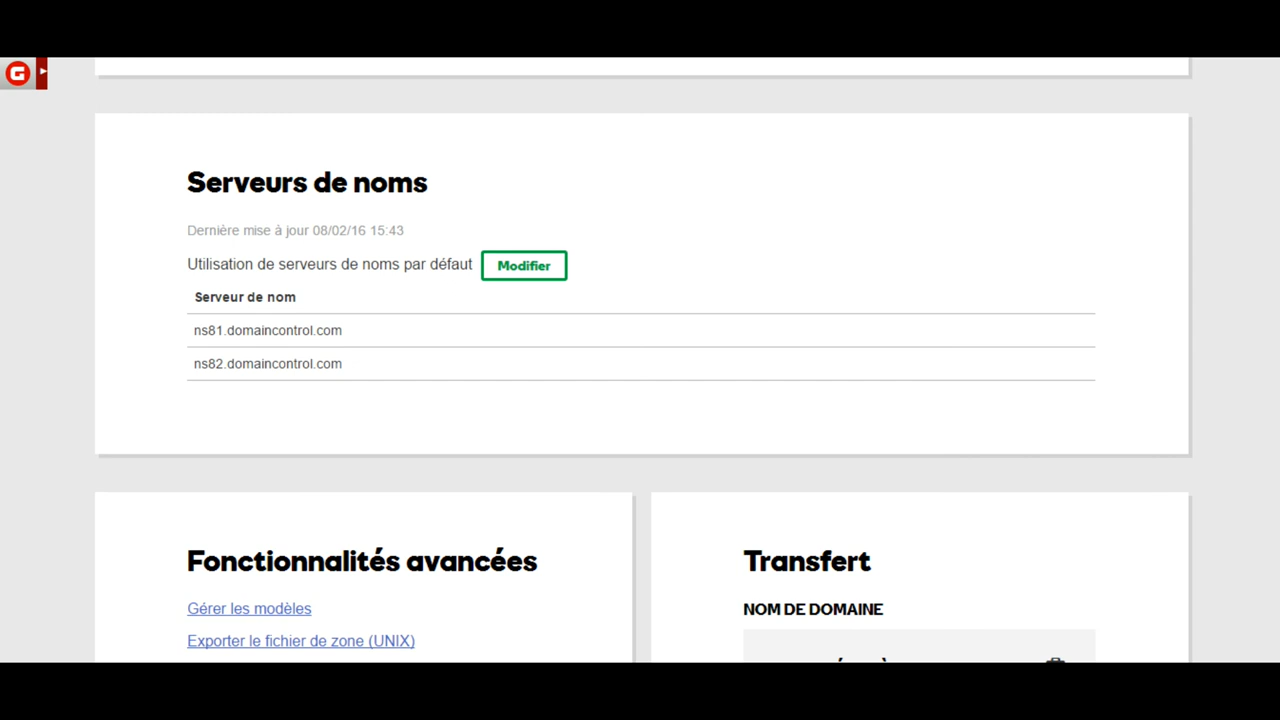 G
Serveurs de noms
Dernière mise à jour 08/02/16 15:43
Utilisation de serveurs de noms par défaut Modifier
Serveur de nom
ns81.domaincontrol.com
ns82.domaincontrol.com
Fonctionnalités avancées
Gérer les modèles
Exporter le fichier de zone (UNIX)
Transfert
NOM DE DOMAINE